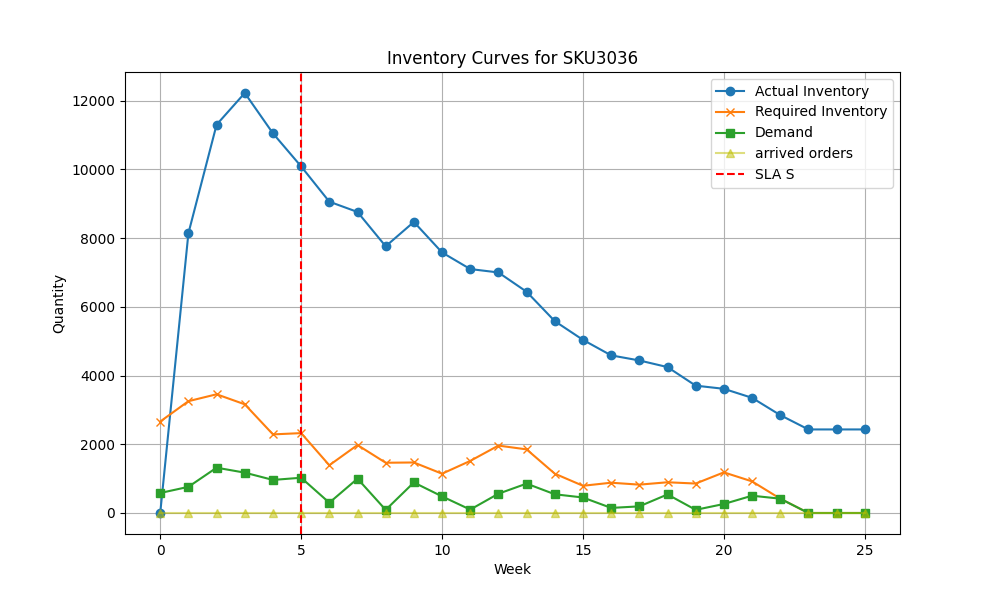 Inventory Curves for SKU3036
Actual Inventory
Required Inventory
Demand
arrived orders
SLA S
Quantity
12000
10000
8000
6000
4000
2000
0
0 5 10 15 20 25
Week